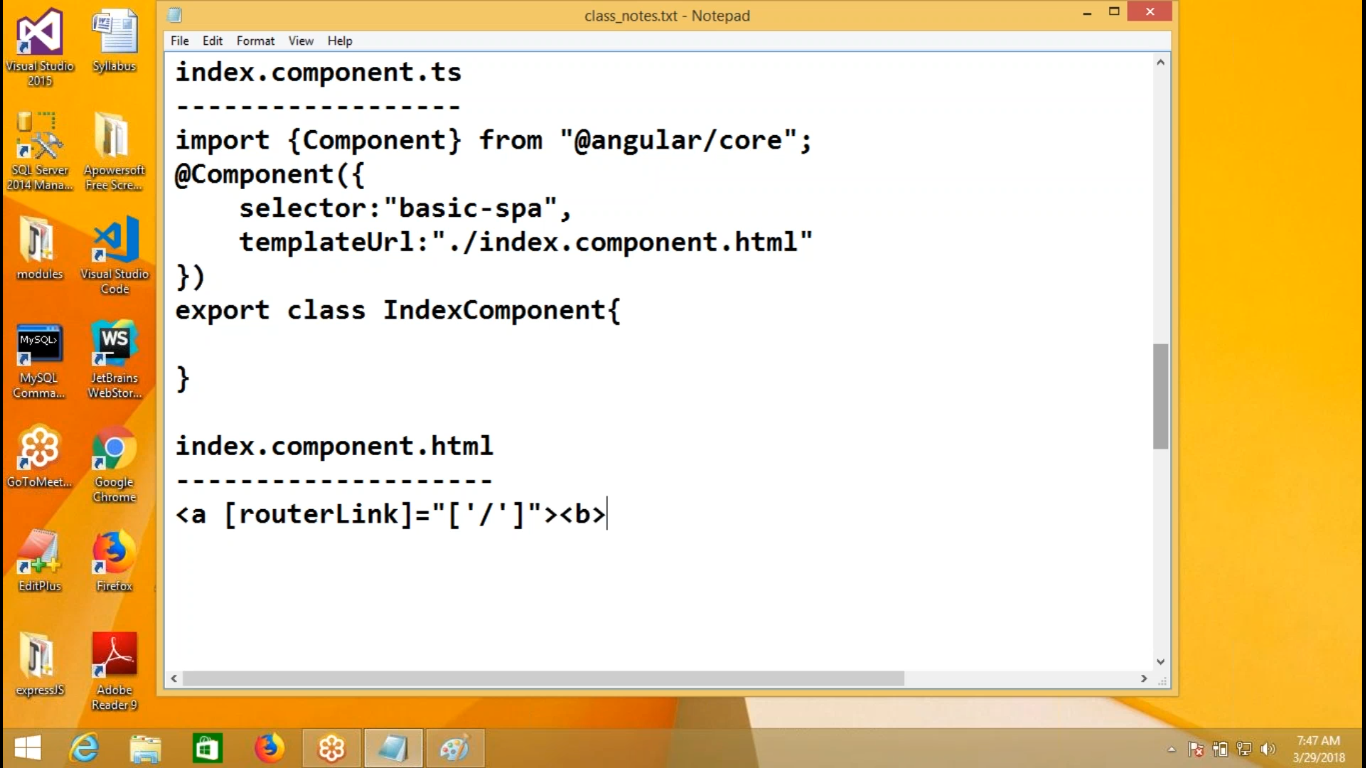 class_notes.txt - Notepad
File Edit Format View Help
index.component.ts
------------------
import {Component} from "@angular/core";
@Component({
    selector:"basic-spa",
    templateUrl:"./index.component.html"
})
export class IndexComponent{
}
index.component.html
--------------------
<a [routerLink]="['/']"><b>
Visual Studio
2015
Syllabus
SQL Server
2014 Mana...
Apowersoft
Free Scre...
modules
Visual Studio
Code
MySQL>
MySQL
Comma...
WS
JetBrains
WebStor...
GoToMeet...
Google
Chrome
EditPlus
Firefox
expressJS
Adobe
Reader 9
7:47 AM
3/29/2018